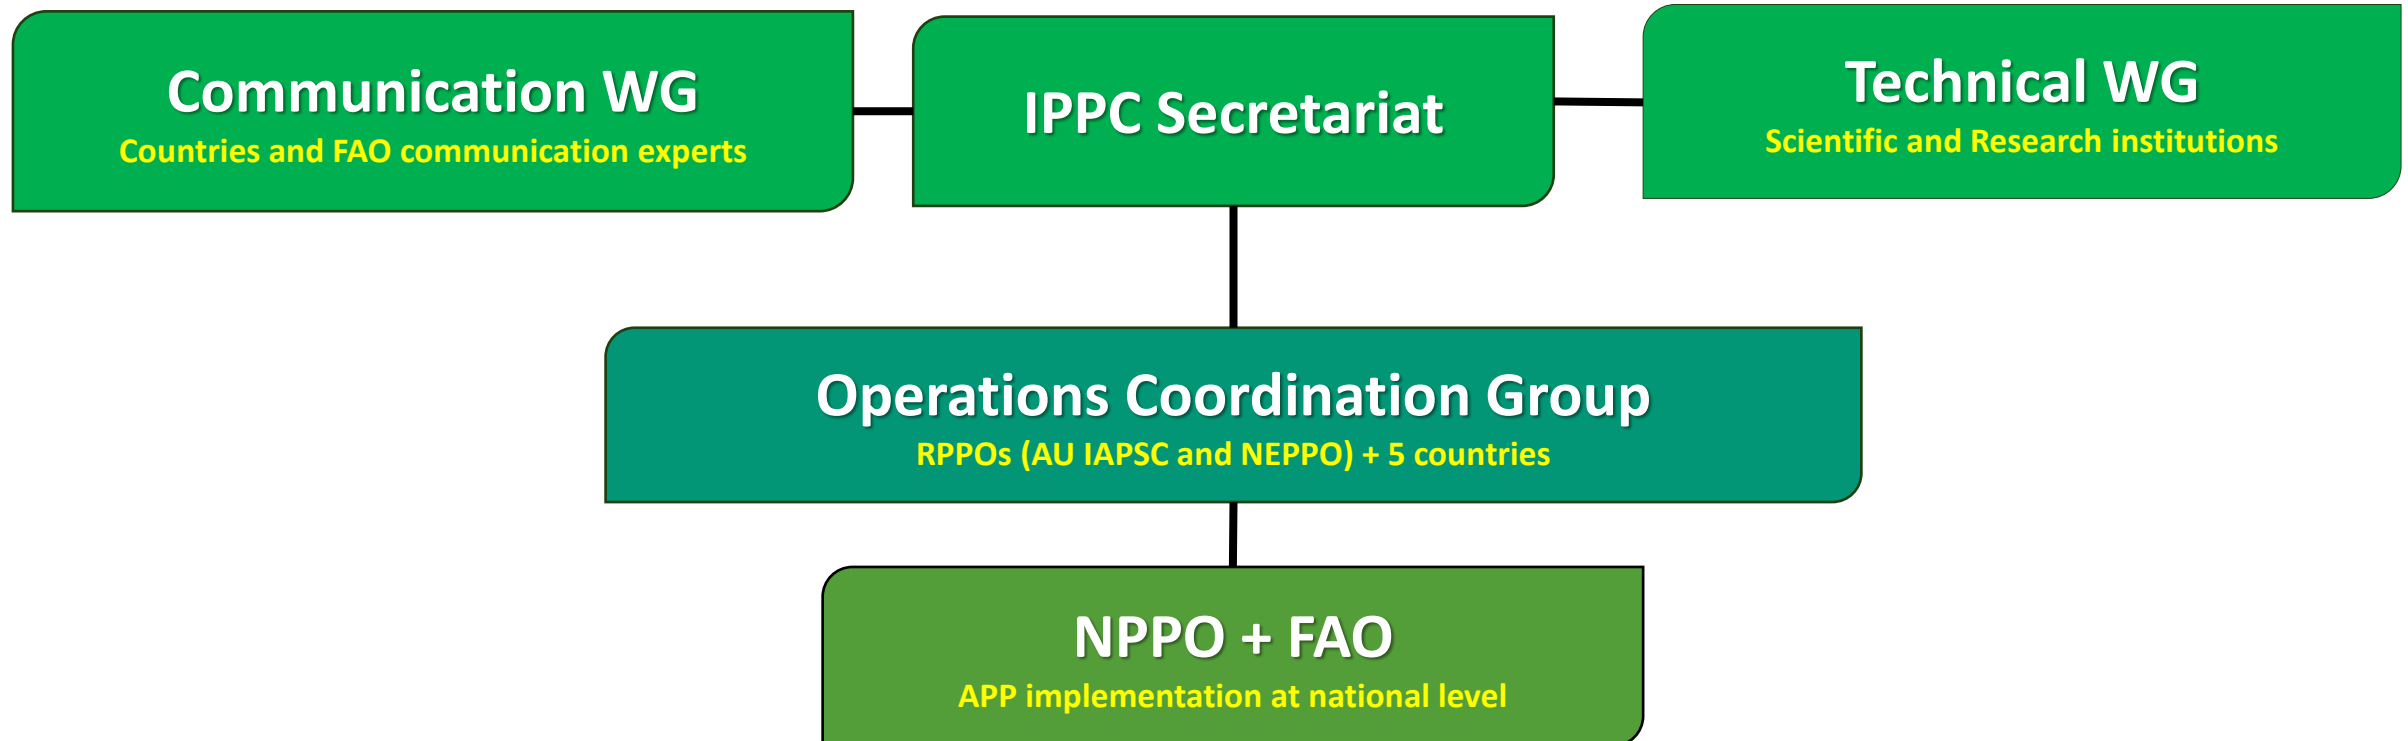 Communication WG
Countries and FAO communication experts
IPPC Secretariat
Technical WG
Scientific and Research institutions
Operations Coordination Group
RPPOs (AU IAPSC and NEPPO) + 5 countries
NPPO + FAO
APP implementation at national level